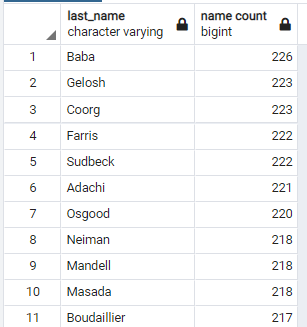 last_name name count
character varying bigint
1 Baba 226
2 Gelosh 223
3 Coorg 223
4 Farris 222
5 Sudbeck 222
6 Adachi 221
7 Osgood 220
8 Neiman 218
9 Mandell 218
10 Masada 218
11 Boudaillier 217